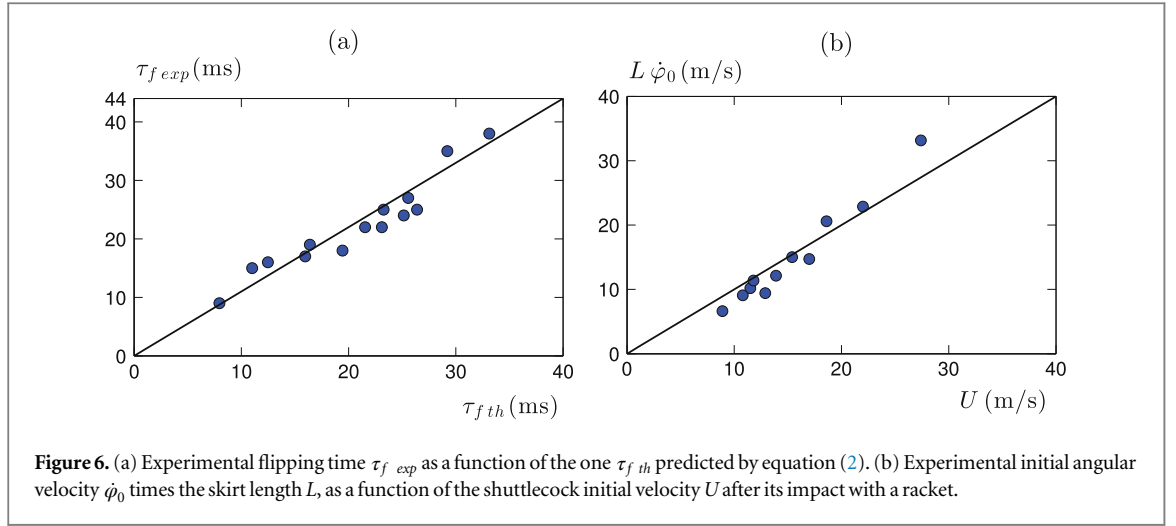 (a)
τf exp (ms)
44
40
30
20
10
0
0 10 20 30 40
τf th (ms)
(b)
L φ̇0 (m/s)
40
30
20
10
0
0 10 20 30 40
U (m/s)
Figure 6. (a) Experimental flipping time τf exp as a function of the one τf th predicted by equation (2). (b) Experimental initial angular
velocity φ̇0 times the skirt length L, as a function of the shuttlecock initial velocity U after its impact with a racket.